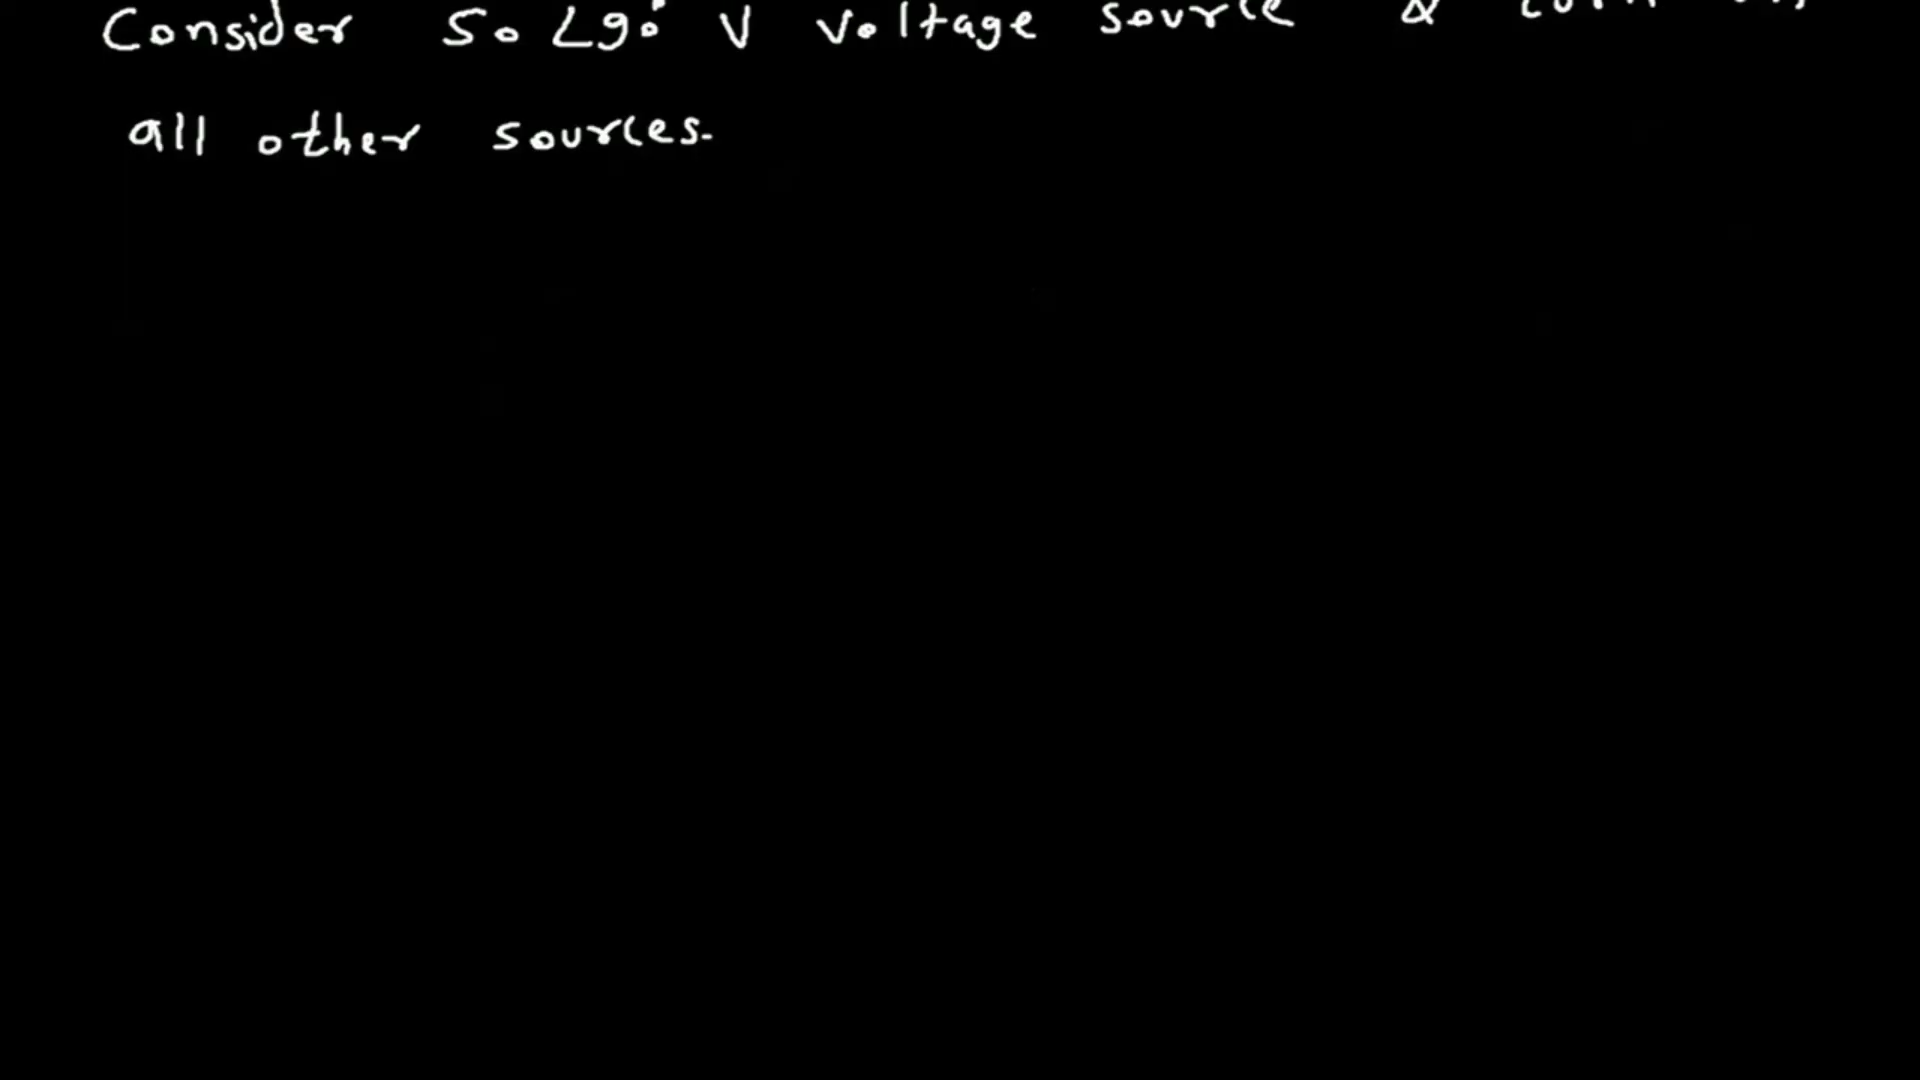 Consider 50∠90° V voltage source &
all other sources.